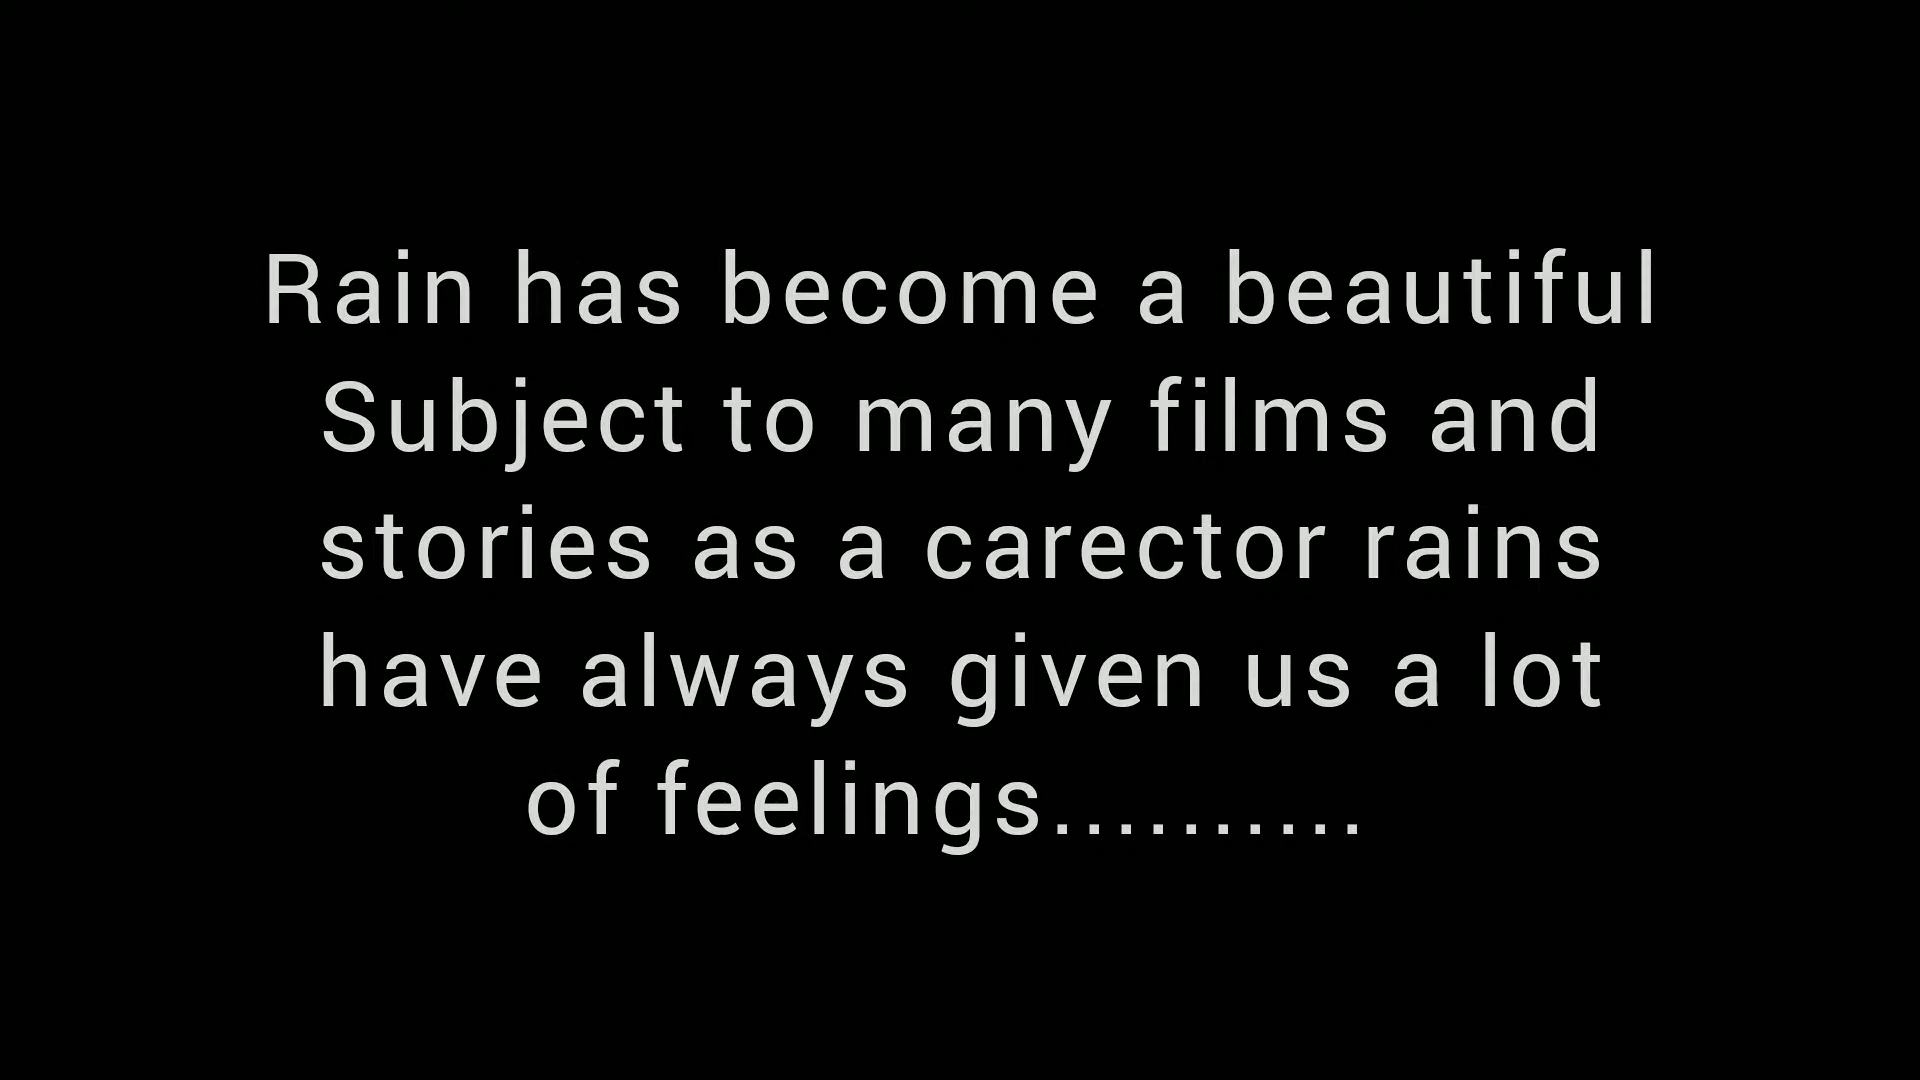 Rain has become a beautiful
Subject to many films and
stories as a carector rains
have always given us a lot
of feelings..........